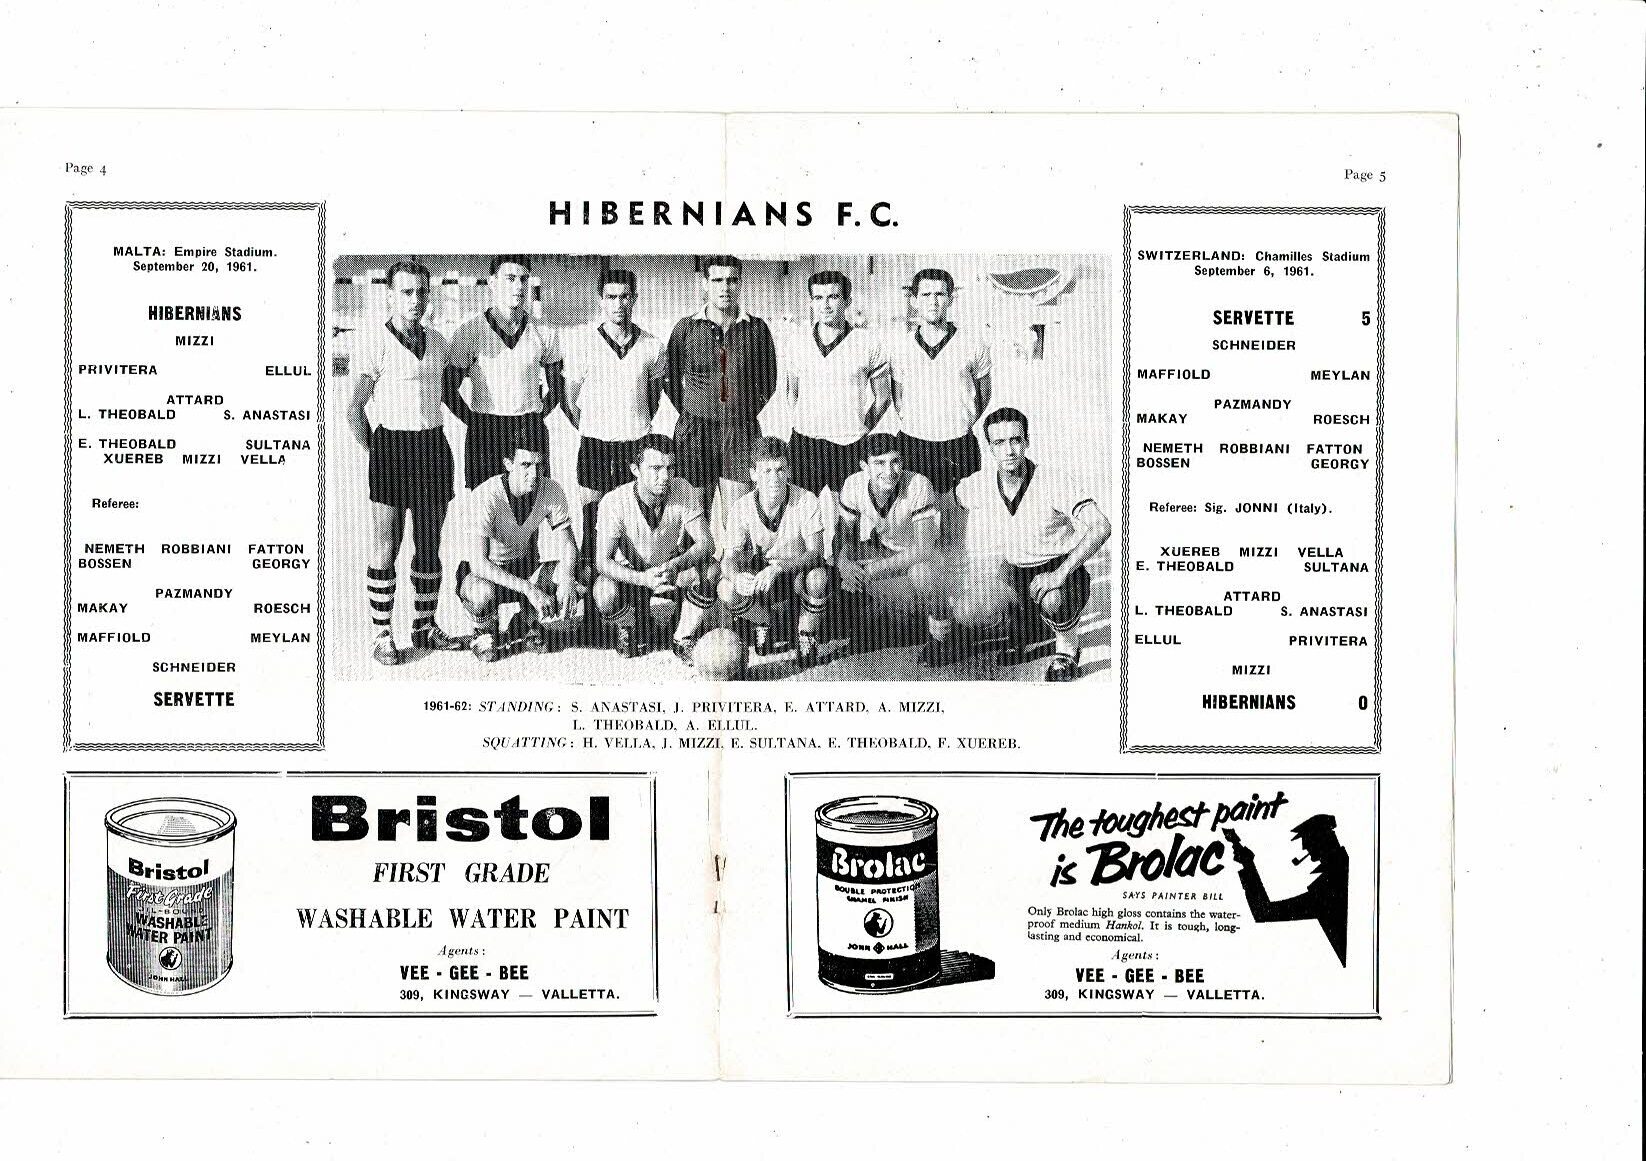 Page 4
Page 5
HIBERNIANS F.C.
MALTA: Empire Stadium.
September 20, 1961.
HIBERNIANS
MIZZI
PRIVITERA ELLUL
ATTARD
L. THEOBALD S. ANASTASI
E. THEOBALD SULTANA
XUEREB MIZZI VELLA
Referee:
NEMETH ROBBIANI FATTON
BOSSEN GEORGY
PAZMANDY
MAKAY ROESCH
MAFFIOLD MEYLAN
SCHNEIDER
SERVETTE
1961-62: STANDING: S. ANASTASI, J. PRIVITERA, E. ATTARD, A. MIZZI,
L. THEOBALD, A. ELLUL.
SQUATTING: H. VELLA, J. MIZZI, E. SULTANA, E. THEOBALD, F. XUEREB.
SWITZERLAND: Chamilles Stadium
September 6, 1961.
SERVETTE 5
SCHNEIDER
MAFFIOLD MEYLAN
PAZMANDY
MAKAY ROESCH
NEMETH ROBBIANI FATTON
BOSSEN GEORGY
Referee: Sig. JONNI (Italy).
XUEREB MIZZI VELLA
E. THEOBALD SULTANA
ATTARD
L. THEOBALD S. ANASTASI
ELLUL PRIVITERA
MIZZI
HIBERNIANS 0
Bristol
First Grade
OIL-BOUND
WASHABLE
WATER PAINT
JOHN HALL
Bristol
FIRST GRADE
WASHABLE WATER PAINT
Agents:
VEE - GEE - BEE
309, KINGSWAY — VALLETTA.
Brolac
DOUBLE PROTECTION
ENAMEL FINISH
JOHN HALL
The toughest paint
is Brolac
SAYS PAINTER BILL
Only Brolac high gloss contains the water-
proof medium Hankol. It is tough, long-
lasting and economical.
Agents:
VEE - GEE - BEE
309, KINGSWAY — VALLETTA.